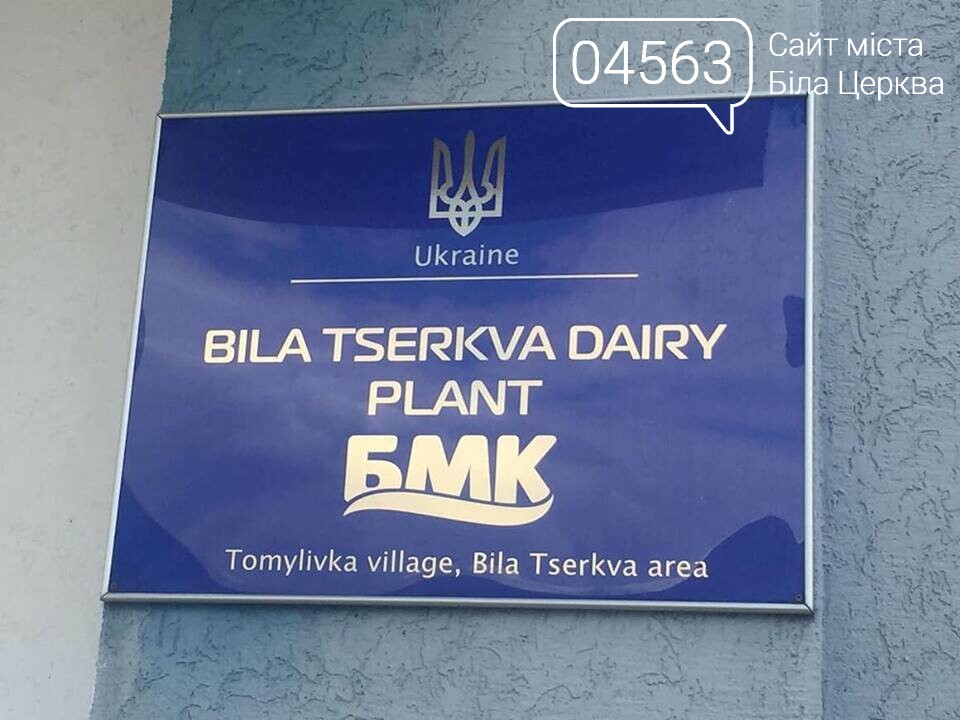 04563
Сайт міста
Біла Церква
Ukraine
BILA TSERKVA DAIRY
PLANT
БМК
Tomylivka village, Bila Tserkva area